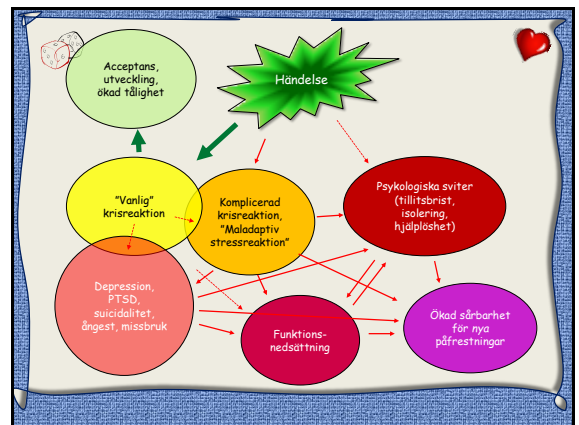 Acceptans,
utveckling,
ökad tålighet
Händelse
"Vanlig"
krisreaktion
Komplicerad
krisreaktion,
"Maladaptiv
stressreaktion"
Psykologiska sviter
(tillitsbrist,
isolering,
hjälplöshet)
Depression,
PTSD,
suicidalitet,
ångest, missbruk
Funktions-
nedsättning
Ökad sårbarhet
för nya
påfrestningar